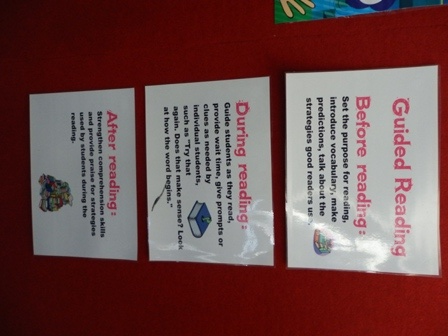 Guided Reading
Before reading:
Set the purpose for reading,
introduce vocabulary, make
predictions, talk about the
strategies good readers use.
During reading:
Guide students as they read,
provide wait time, give prompts or
clues as needed by
individual students,
such as "Try that
again. Does that make sense? Look
at how the word begins."
After reading:
Strengthen comprehension skills
and provide praise for strategies
used by students during the
reading.